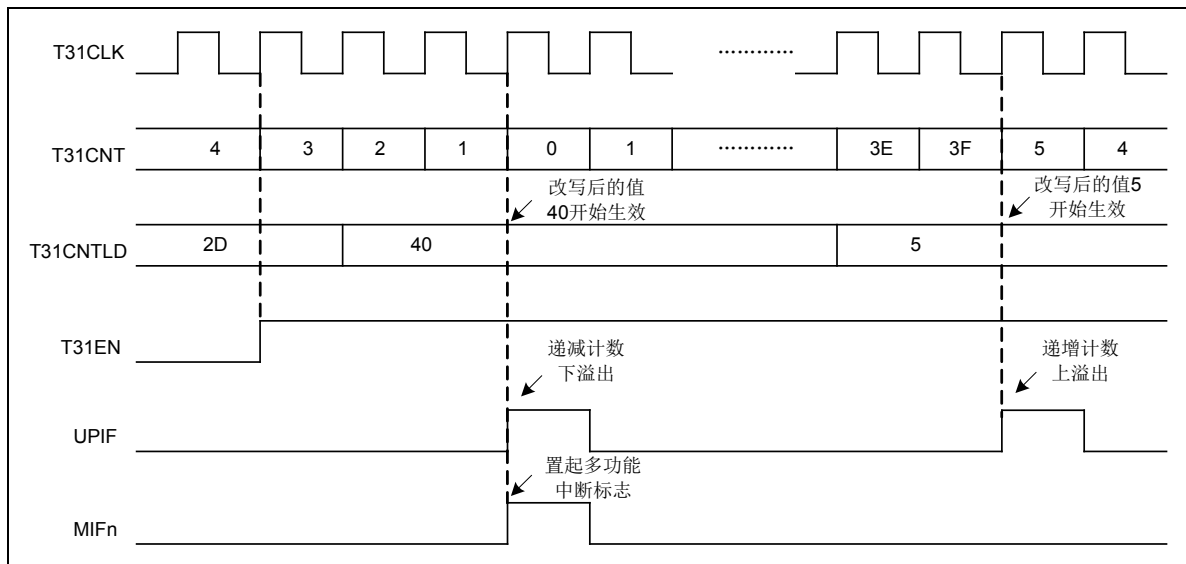 T31CLK
…………
T31CNT
4 3 2 1 0 1 ………… 3E 3F 5 4
改写后的值
40开始生效
改写后的值5
开始生效
T31CNTLD
2D 40 5
T31EN
递减计数
下溢出
递增计数
上溢出
UPIF
置起多功能
中断标志
MIFn